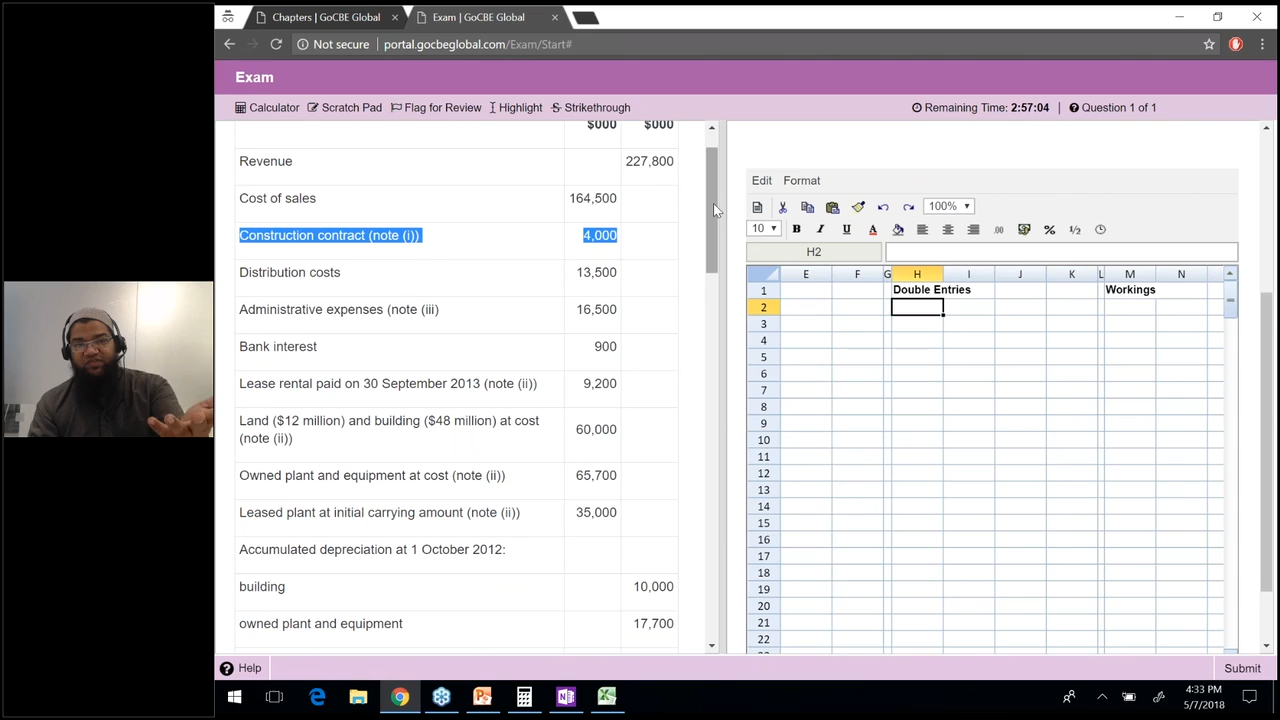 Chapters | GoCBE Global
Exam | GoCBE Global
Not secure | portal.gocbeglobal.com/Exam/Start#
Exam
Calculator Scratch Pad Flag for Review Highlight Strikethrough Remaining Time: 2:57:04 | Question 1 of 1
$000 $000
Revenue 227,800
Cost of sales 164,500
Construction contract (note (i)) 4,000
Distribution costs 13,500
Administrative expenses (note (iii) 16,500
Bank interest 900
Lease rental paid on 30 September 2013 (note (ii)) 9,200
Land ($12 million) and building ($48 million) at cost
(note (ii)) 60,000
Owned plant and equipment at cost (note (ii)) 65,700
Leased plant at initial carrying amount (note (ii)) 35,000
Accumulated depreciation at 1 October 2012:
building 10,000
owned plant and equipment 17,700
Edit Format
100%
10 B I U A .00 % 1/2
H2
E F G H I J K L M N
1 Double Entries Workings
2
3
4
5
6
7
8
9
10
11
12
13
14
15
16
17
18
19
20
21
22
Help Submit
4:33 PM
5/7/2018